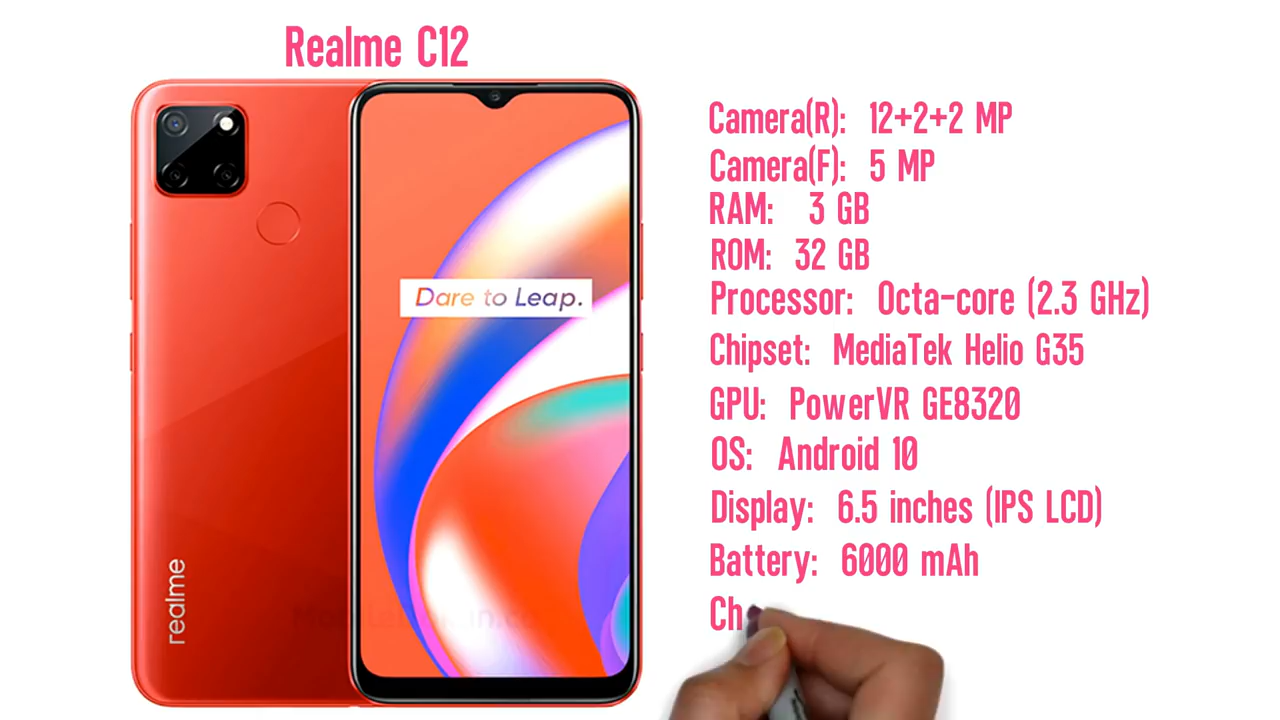 Realme C12
Camera(R): 12+2+2 MP
Camera(F): 5 MP
RAM: 3 GB
ROM: 32 GB
Processor: Octa-core (2.3 GHz)
Chipset: MediaTek Helio G35
GPU: PowerVR GE8320
OS: Android 10
Display: 6.5 inches (IPS LCD)
Battery: 6000 mAh
Ch
Dare to Leap.
realme